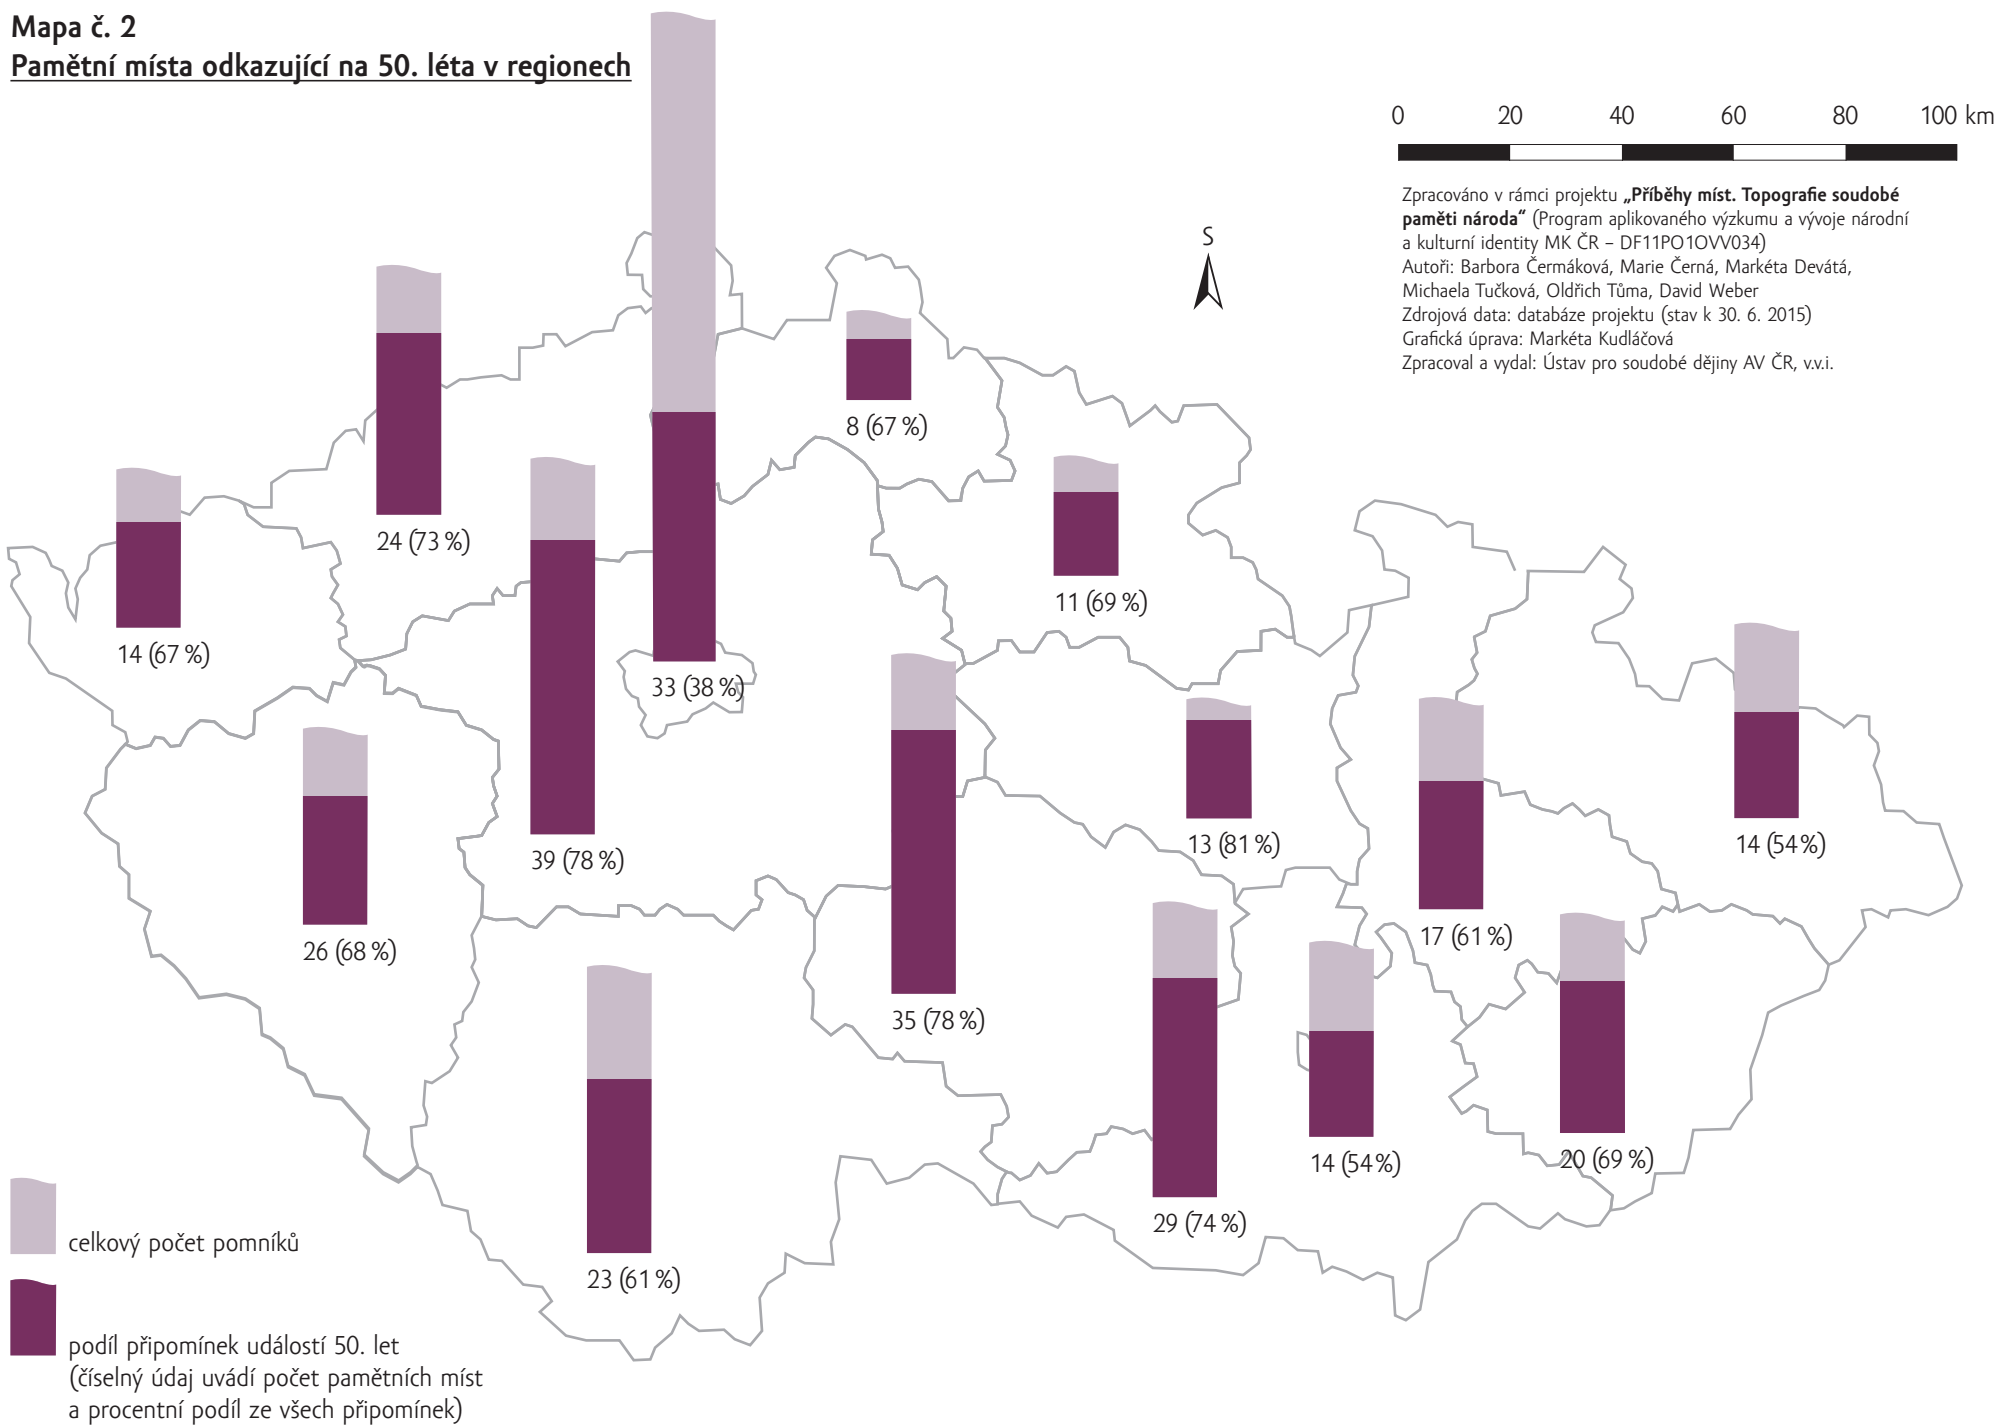 Mapa č. 2
Pamětní místa odkazující na 50. léta v regionech
0 20 40 60 80 100 km
Zpracováno v rámci projektu „Příběhy míst. Topografie soudobé
paměti národa“ (Program aplikovaného výzkumu a vývoje národní
a kulturní identity MK ČR – DF11PO1OVV034)
Autoři: Barbora Čermáková, Marie Černá, Markéta Devátá,
Michaela Tučková, Oldřich Tůma, David Weber
Zdrojová data: databáze projektu (stav k 30. 6. 2015)
Grafická úprava: Markéta Kudláčová
Zpracoval a vydal: Ústav pro soudobé dějiny AV ČR, v.v.i.
S
8 (67 %)
24 (73 %)
11 (69 %)
14 (67 %)
33 (38 %)
13 (81 %)
14 (54 %)
39 (78 %)
17 (61 %)
26 (68 %)
35 (78 %)
14 (54 %)
20 (69 %)
29 (74 %)
23 (61 %)
celkový počet pomníků
podíl připomínek událostí 50. let
(číselný údaj uvádí počet pamětních míst
a procentní podíl ze všech připomínek)